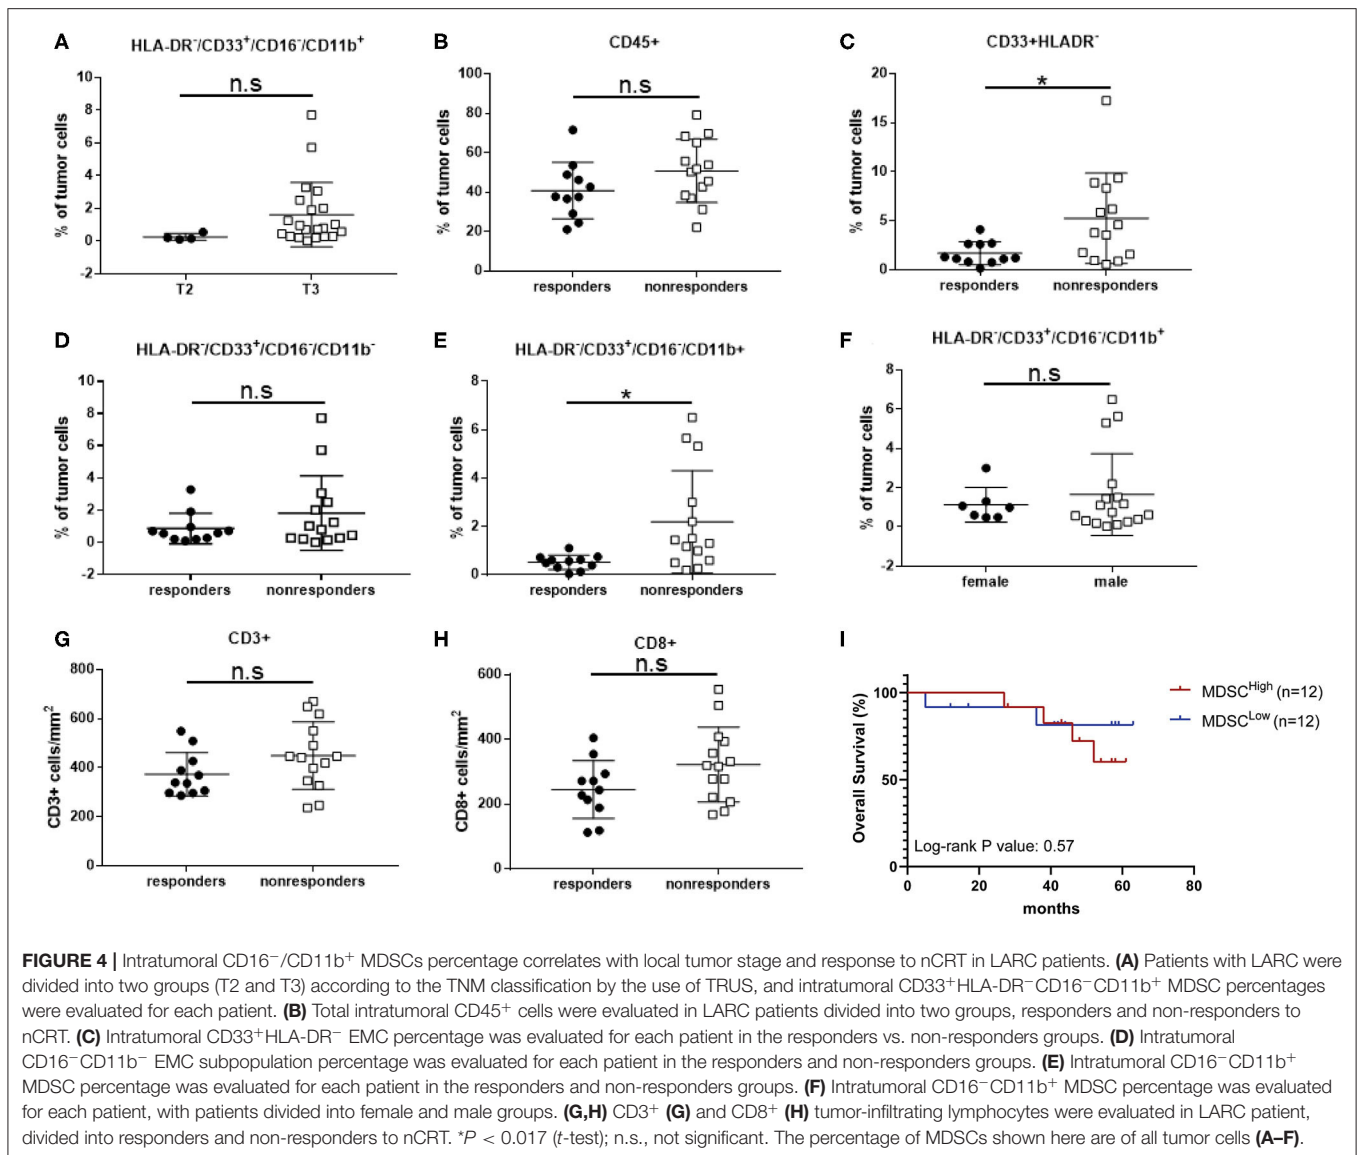 A
HLA-DR⁻/CD33⁺/CD16⁻/CD11b⁺
n.s
% of tumor cells
10
8
6
4
2
0
-2
T2
T3
B
CD45+
n.s
% of tumor cells
100
80
60
40
20
0
responders
nonresponders
C
CD33+HLADR⁻
*
% of tumor cells
20
15
10
5
0
responders
nonresponders
D
HLA-DR⁻/CD33⁺/CD16⁻/CD11b⁻
n.s
% of tumor cells
10
8
6
4
2
0
-2
responders
nonresponders
E
HLA-DR⁻/CD33⁺/CD16⁻/CD11b+
*
% of tumor cells
8
6
4
2
0
responders
nonresponders
F
HLA-DR⁻/CD33⁺/CD16⁻/CD11b⁺
n.s
% of tumor cells
8
6
4
2
0
-2
female
male
G
CD3+
n.s
CD3+ cells/mm²
800
600
400
200
0
responders
nonresponders
H
CD8+
n.s
CD8+ cells/mm²
600
400
200
0
responders
nonresponders
I
Overall Survival (%)
100
50
0
Log-rank P value: 0.57
0
20
40
60
80
months
MDSC^High (n=12)
MDSC^Low (n=12)
FIGURE 4 | Intratumoral CD16⁻/CD11b⁺ MDSCs percentage correlates with local tumor stage and response to nCRT in LARC patients. (A) Patients with LARC were
divided into two groups (T2 and T3) according to the TNM classification by the use of TRUS, and intratumoral CD33⁺HLA-DR⁻CD16⁻CD11b⁺ MDSC percentages
were evaluated for each patient. (B) Total intratumoral CD45⁺ cells were evaluated in LARC patients divided into two groups, responders and non-responders to
nCRT. (C) Intratumoral CD33⁺HLA-DR⁻ EMC percentage was evaluated for each patient in the responders vs. non-responders groups. (D) Intratumoral
CD16⁻CD11b⁻ EMC subpopulation percentage was evaluated for each patient in the responders and non-responders groups. (E) Intratumoral CD16⁻CD11b⁺
MDSC percentage was evaluated for each patient in the responders and non-responders groups. (F) Intratumoral CD16⁻CD11b⁺ MDSC percentage was evaluated
for each patient, with patients divided into female and male groups. (G,H) CD3⁺ (G) and CD8⁺ (H) tumor-infiltrating lymphocytes were evaluated in LARC patient,
divided into responders and non-responders to nCRT. *P < 0.017 (t-test); n.s., not significant. The percentage of MDSCs shown here are of all tumor cells (A–F).